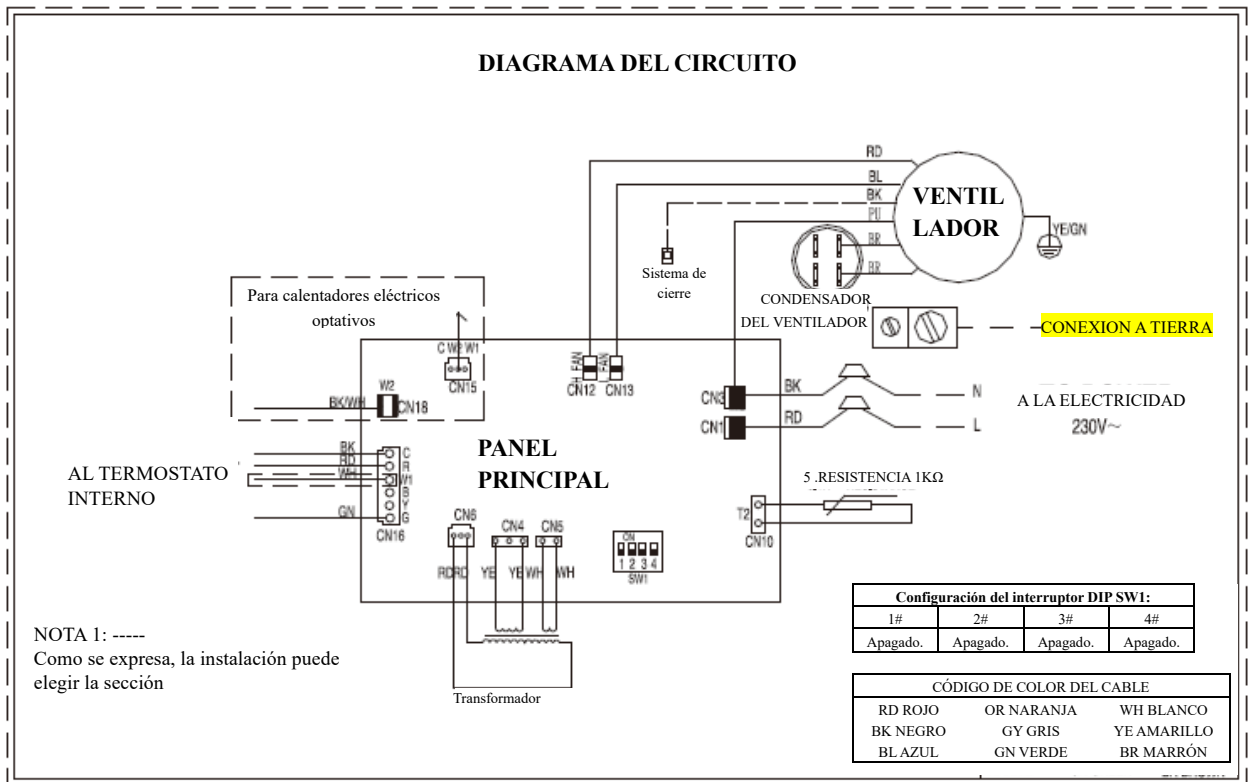 DIAGRAMA DEL CIRCUITO
RD
BL
BK
PU
BR
BR
VENTIL
LADOR
YE/GN
Sistema de
cierre
CONDENSADOR
DEL VENTILADOR
CONEXION A TIERRA
Para calentadores eléctricos
optativos
C W2 W1
CN15
W2
BK/WH
CN18
H_FAN
CN12
L_FAN
CN13
CN3
BK
N
CN1
RD
L
A LA ELECTRICIDAD
230V~
AL TERMOSTATO
INTERNO
BK
RD
WH
GN
C
R
W1
B
Y
G
CN16
PANEL
PRINCIPAL
5 .RESISTENCIA 1KΩ
T2
CN10
CN6
CN4
CN5
RD
RD
YE
YE
WH
WH
ON
1 2 3 4
SW1
Transformador
NOTA 1: -----
Como se expresa, la instalación puede
elegir la sección
Configuración del interruptor DIP SW1:
1# 2# 3# 4#
Apagado. Apagado. Apagado. Apagado.
CÓDIGO DE COLOR DEL CABLE
RD ROJO OR NARANJA WH BLANCO
BK NEGRO GY GRIS YE AMARILLO
BL AZUL GN VERDE BR MARRÓN